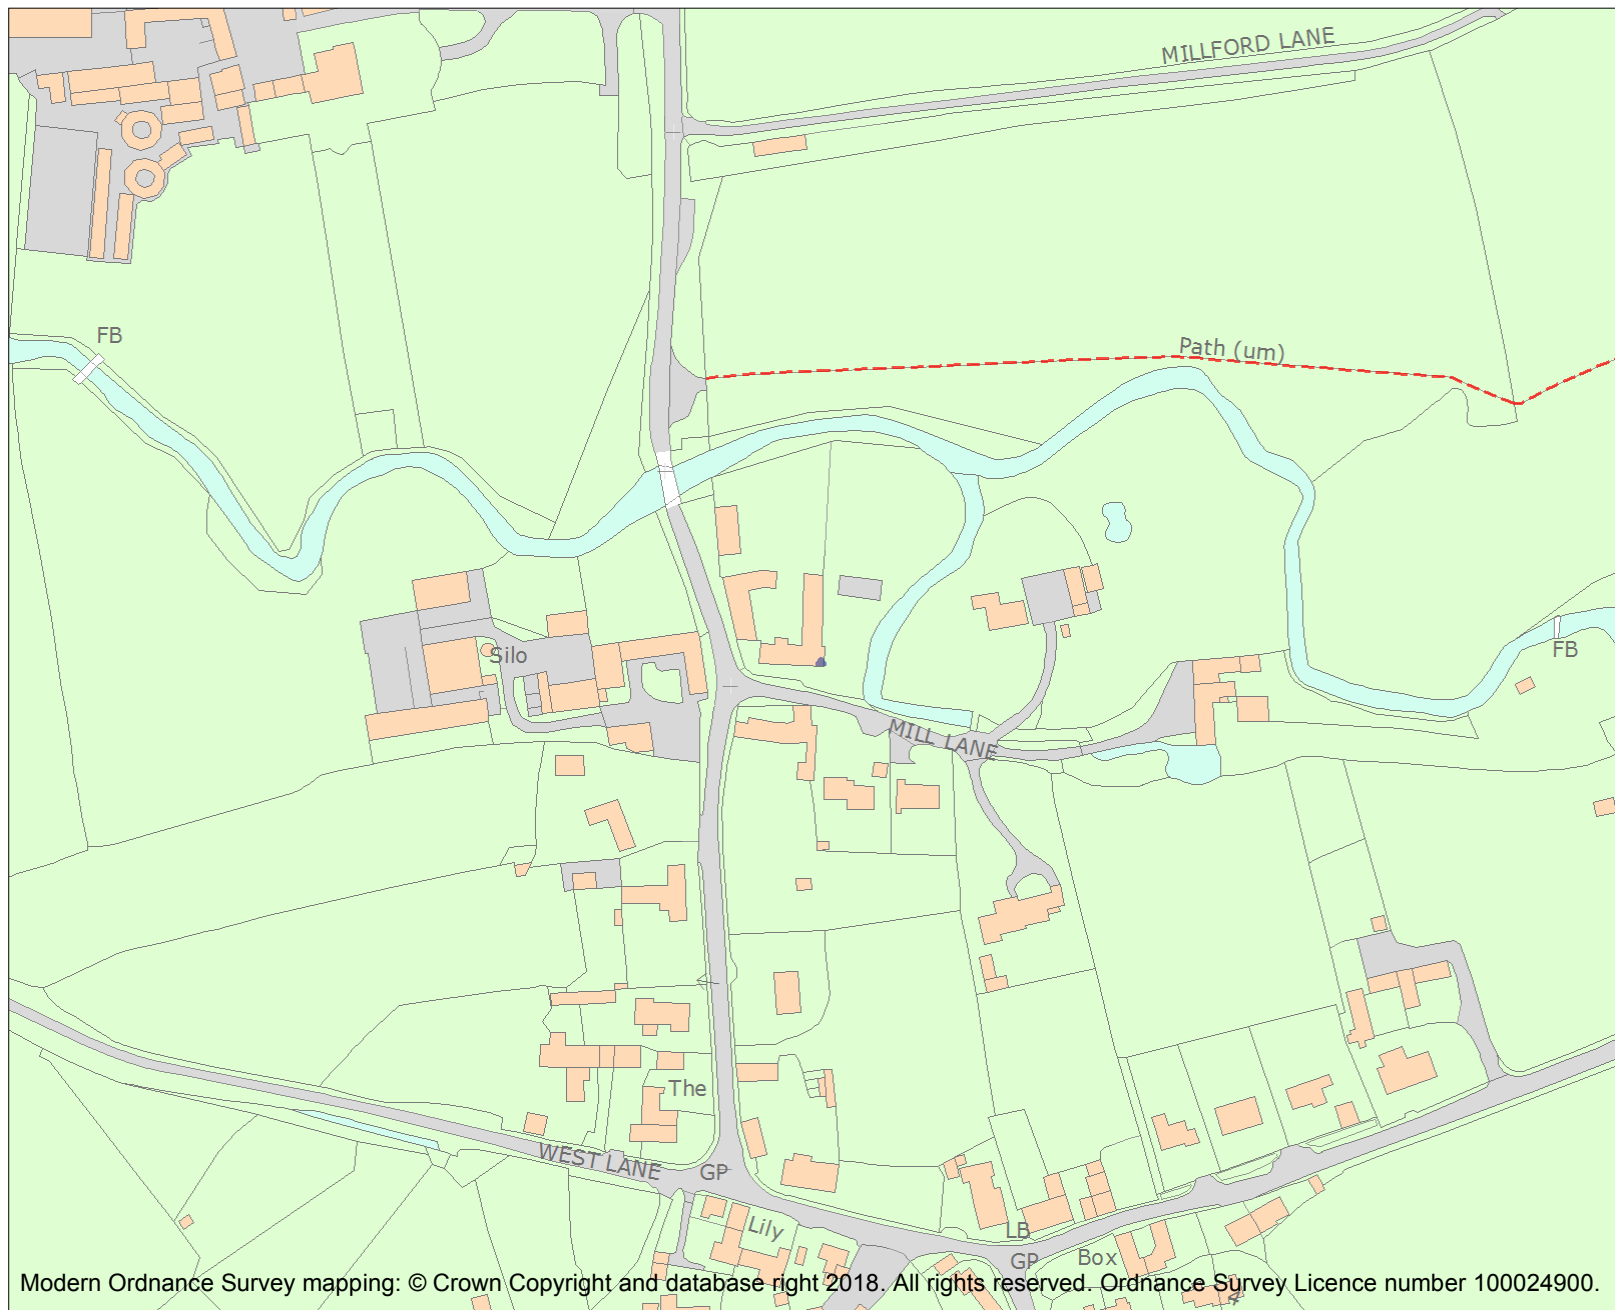 MILLFORD LANE
FB
Path (um)
FB
Silo
MILL LANE
The
WEST LANE
GP
Lily
LB
GP
Box
Modern Ordnance Survey mapping: © Crown Copyright and database right 2018. All rights reserved. Ordnance Survey Licence number 100024900.